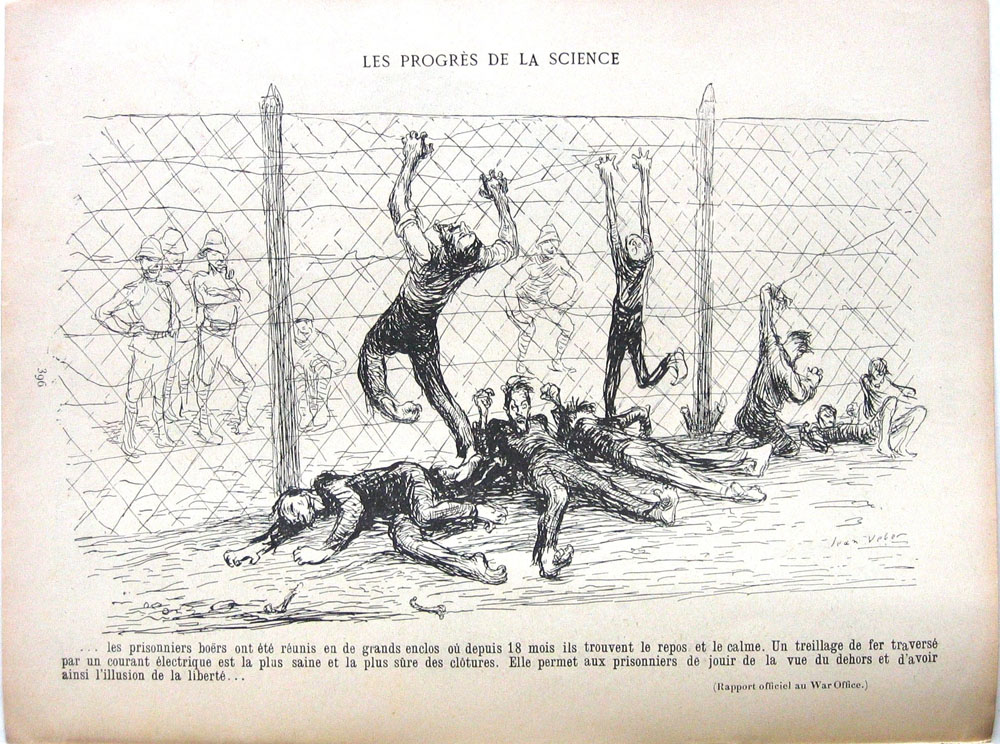 LES PROGRÈS DE LA SCIENCE
396
Jean Veber
... les prisonniers boërs ont été réunis en de grands enclos où depuis 18 mois ils trouvent le repos et le calme. Un treillage de fer traversé
par un courant électrique est la plus saine et la plus sûre des clôtures. Elle permet aux prisonniers de jouir de la vue du dehors et d'avoir
ainsi l'illusion de la liberté...
(Rapport officiel au War Office.)